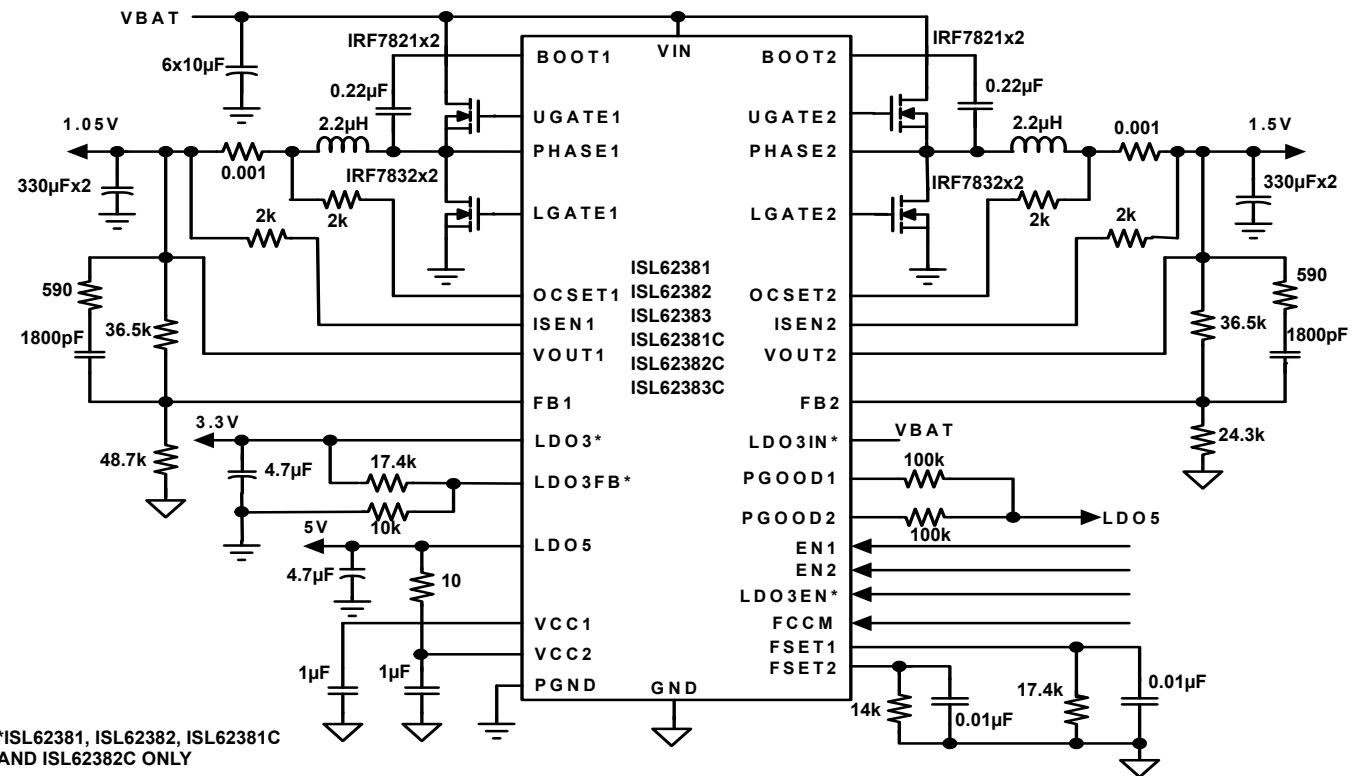 VBAT
6x10µF
IRF7821x2
0.22µF
1.05V
2.2µH
0.001
330µFx2
IRF7832x2
2k
2k
590
1800pF
36.5k
48.7k
3.3V
4.7µF
17.4k
10k
5V
4.7µF
10
1µF
1µF
BOOT1
UGATE1
PHASE1
LGATE1
OCSET1
ISEN1
VOUT1
FB1
LDO3*
LDO3FB*
LDO5
VCC1
VCC2
PGND
VIN
ISL62381
ISL62382
ISL62383
ISL62381C
ISL62382C
ISL62383C
GND
BOOT2
UGATE2
PHASE2
LGATE2
OCSET2
ISEN2
VOUT2
FB2
LDO3IN*
PGOOD1
PGOOD2
EN1
EN2
LDO3EN*
FCCM
FSET1
FSET2
IRF7821x2
0.22µF
2.2µH
0.001
1.5V
IRF7832x2
2k
2k
330µFx2
590
36.5k
1800pF
24.3k
VBAT
100k
LDO5
100k
14k
0.01µF
17.4k
0.01µF
*ISL62381, ISL62382, ISL62381C
AND ISL62382C ONLY